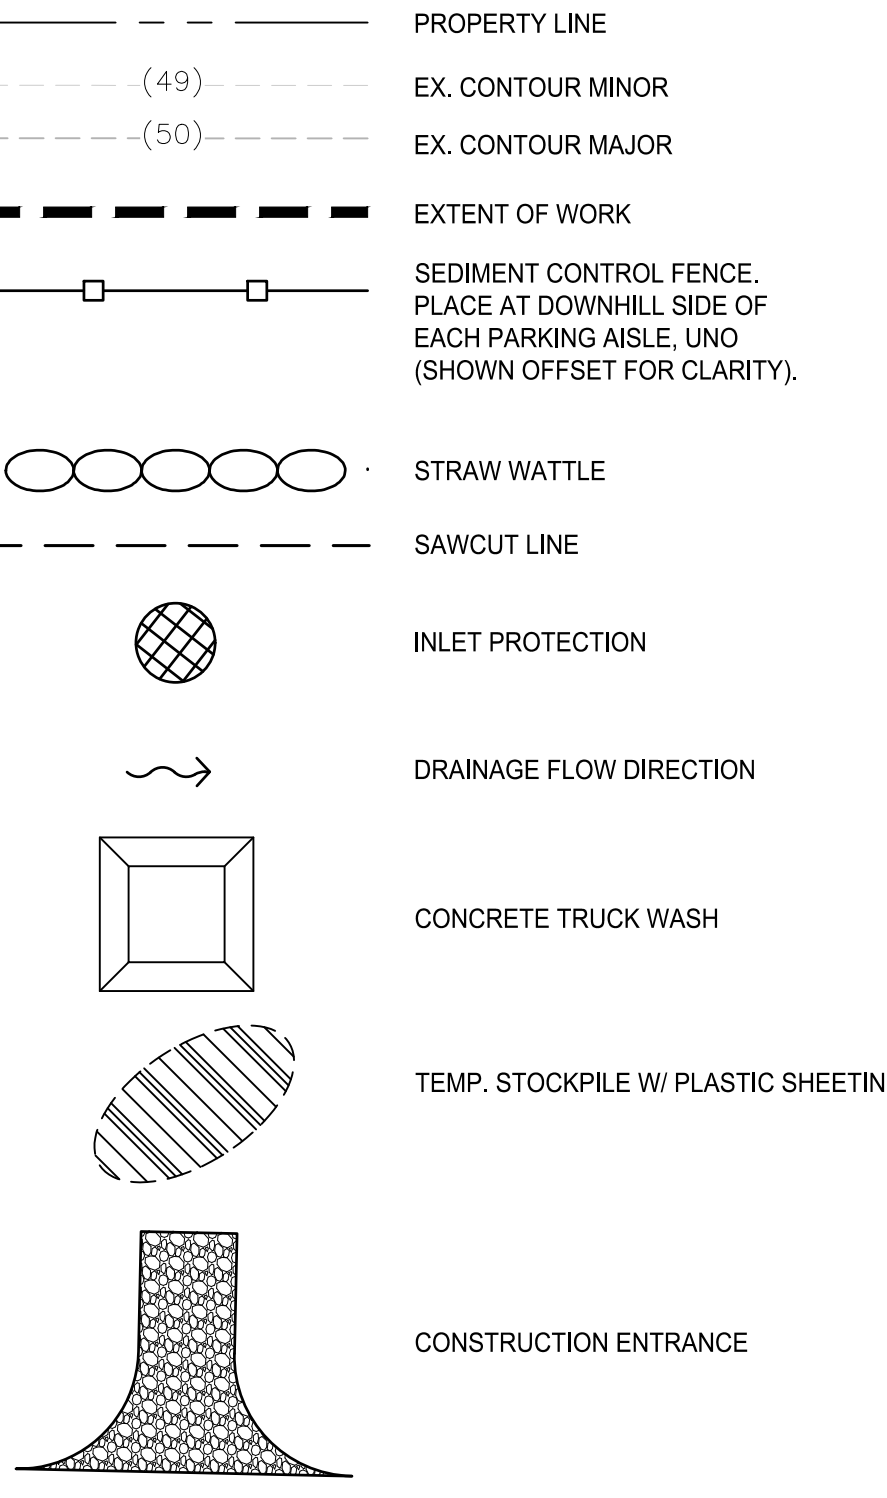 PROPERTY LINE
(49) EX. CONTOUR MINOR
(50) EX. CONTOUR MAJOR
EXTENT OF WORK
SEDIMENT CONTROL FENCE.
PLACE AT DOWNHILL SIDE OF
EACH PARKING AISLE, UNO
(SHOWN OFFSET FOR CLARITY).
STRAW WATTLE
SAWCUT LINE
INLET PROTECTION
DRAINAGE FLOW DIRECTION
CONCRETE TRUCK WASH
TEMP. STOCKPILE W/ PLASTIC SHEETIN
CONSTRUCTION ENTRANCE